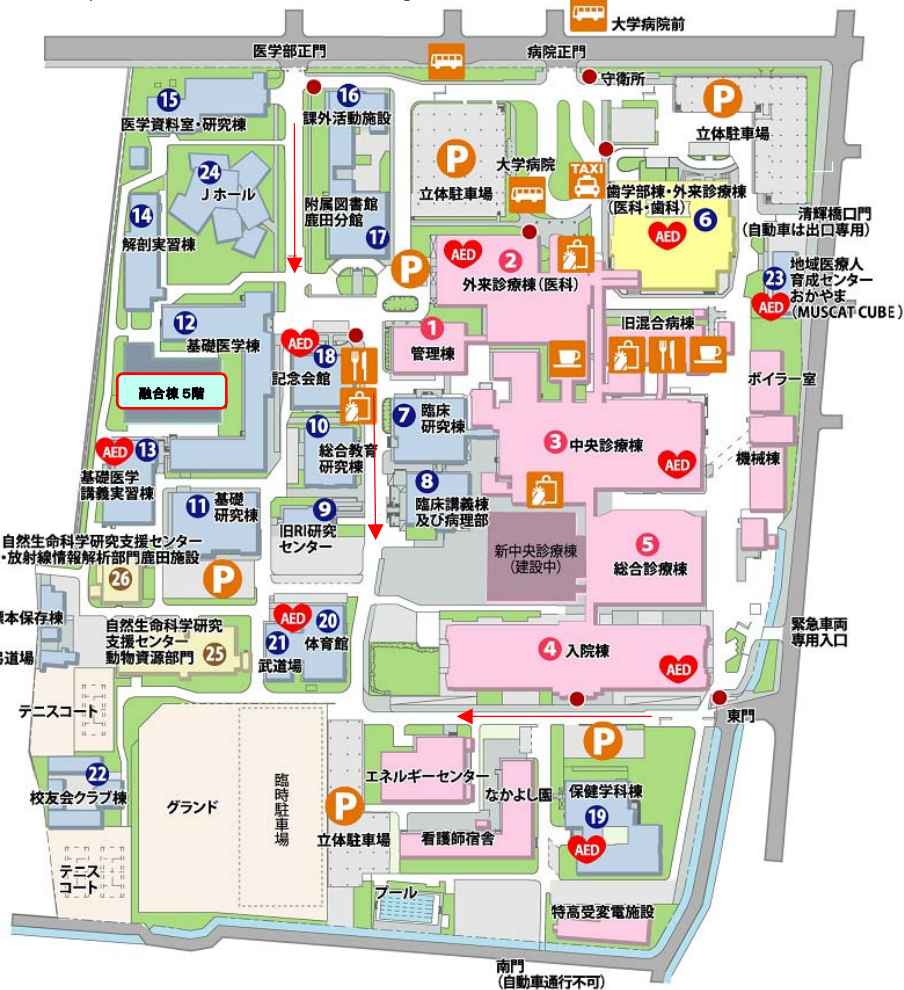 大学病院前
医学部正門
病院正門
守衛所
15
医学資料室・研究棟
16
課外活動施設
P
立体駐車場
P
立体駐車場
大学病院
TAXI
歯学部棟・外来診療棟
(医科・歯科)
6
AED
24
Jホール
14
解剖実習棟
附属図書館
鹿田分館
17
清輝橋口門
(自動車は出口専用)
P
AED
2
外来診療棟(医科)
23
地域医療人
育成センター
おかやま
(MUSCAT CUBE)
AED
12
基礎医学棟
AED
18
記念会館
1
管理棟
旧混合病棟
ボイラー室
融合棟 5階
7
臨床
研究棟
10
総合教育
研究棟
3
中央診療棟
AED
機械棟
AED
13
基礎医学
講義実習棟
8
臨床講義棟
及び病理部
11
基礎
研究棟
9
旧RI研究
センター
自然生命科学研究支援センター
・放射線情報解析部門鹿田施設
26
P
新中央診療棟
(建設中)
5
総合診療棟
本保存棟
道場
自然生命科学研究
支援センター
動物資源部門
25
AED
20
体育館
21
武道場
4
入院棟
AED
緊急車両
専用入口
テニスコート
東門
P
22
校友会クラブ棟
グランド
臨時駐車場
P
立体駐車場
エネルギーセンター
なかよし園
看護師宿舎
保健学科棟
19
AED
テニス
コート
プール
特高受変電施設
南門
(自動車通行不可)